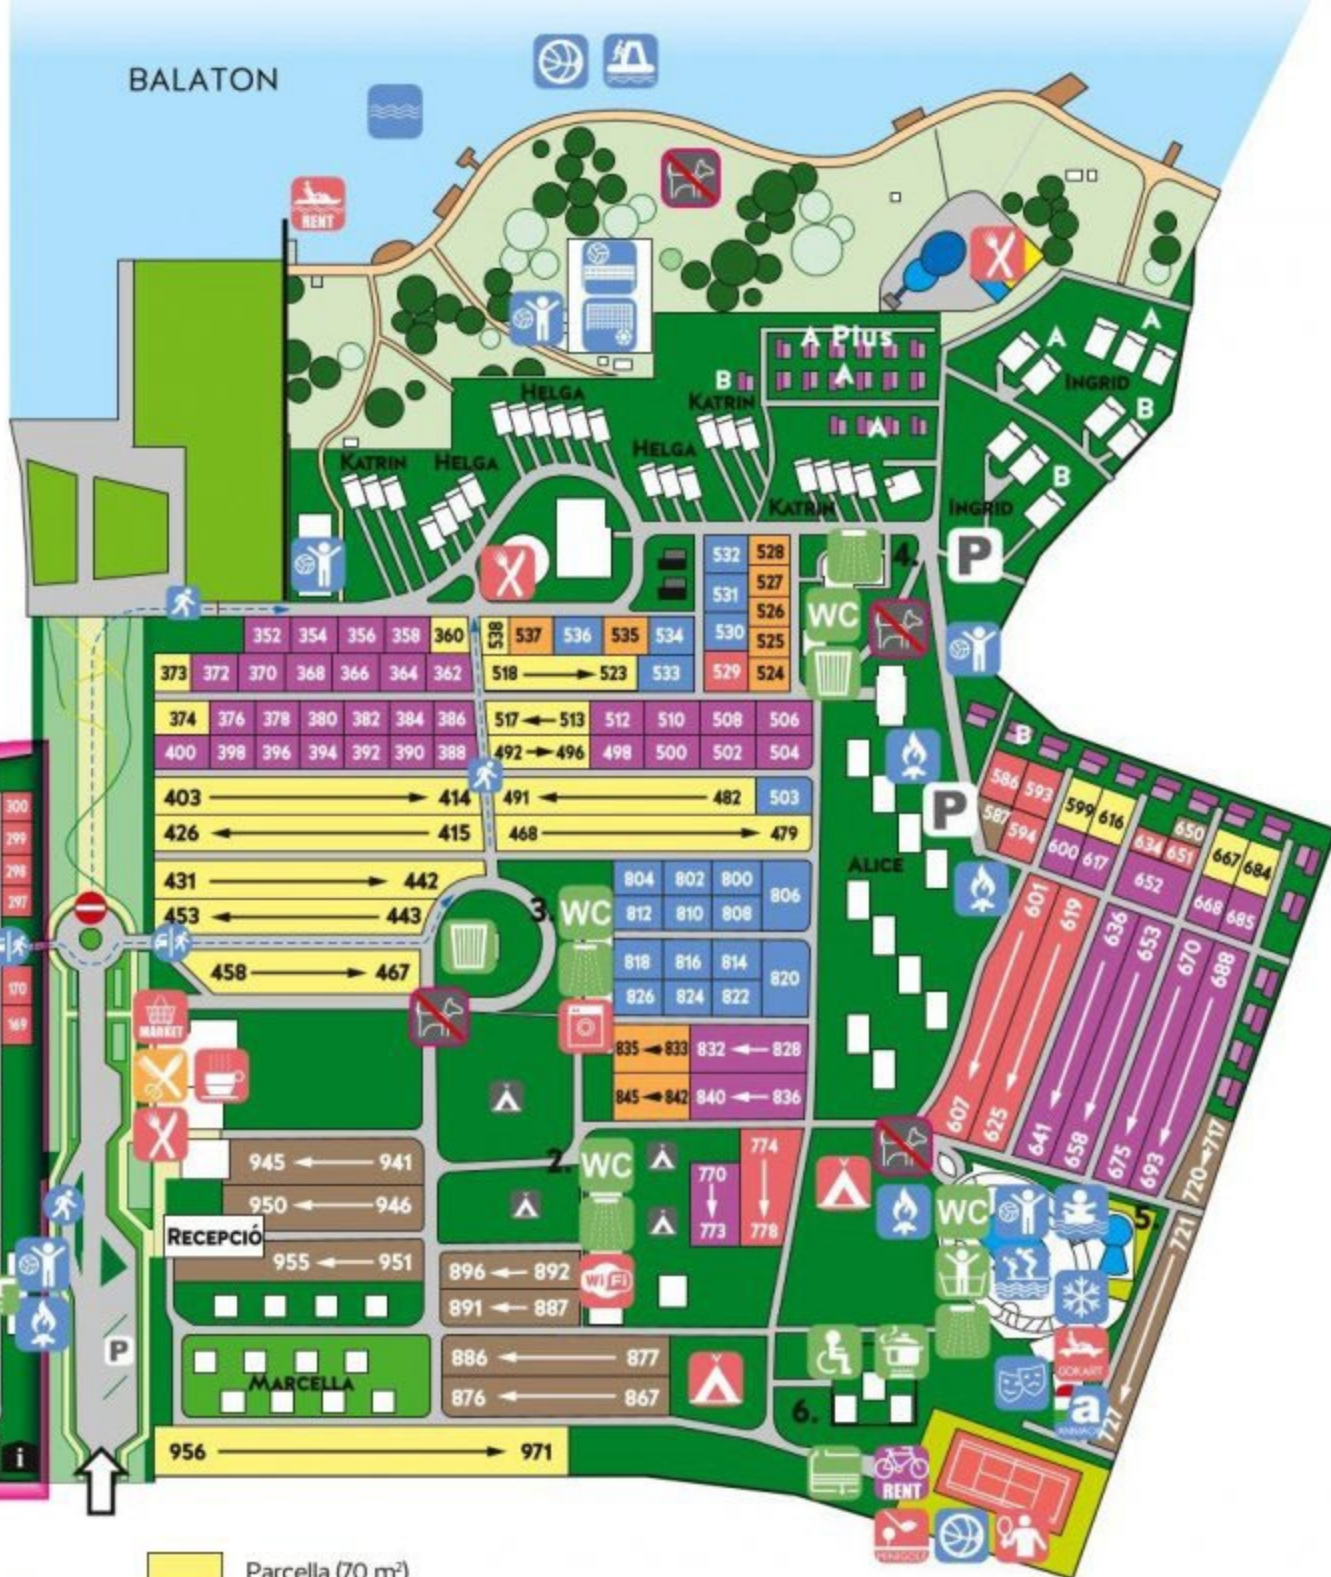 BALATON
RENT
A Plus
A
A
B
A
INGRID
B
HELGA
KATRIN
A
HELGA
KATRIN
HELGA
B
KATRIN
INGRID
P
4.
532
528
527
531
526
530
525
529
524
WC
352 354 356 358 360 538 537 536 535 534
373 372 370 368 366 364 362 518 523 533
374 376 378 380 382 384 386 517 513 512 510 508 506
400 398 396 394 392 390 388 492 496 498 500 502 504
403 414 491 482 503
426 415 468 479
431 442
453 443
458 467
B
586 593
587 594
599 616
600 617
650
634 651
652
667 684
668 685
P
ALICE
300
299
298
297
170
169
804 802 800 806
812 810 808
3. WC
818 816 814 820
826 824 822
601 619 636 653 670 688
607 625 641 658 675 693
MARKET
835 833 832 828
845 842 840 836
2. WC
774
770
773 778
720 717
945 941
950 946
RECEPCIÓ
955 951
896 892
891 887
WiFi
WC
5.
721
727
P
MARCELLA
886 877
876 867
GOKART
a
6.
956 971
i
RENT
MINIGOLF
Parcella (70 m²)